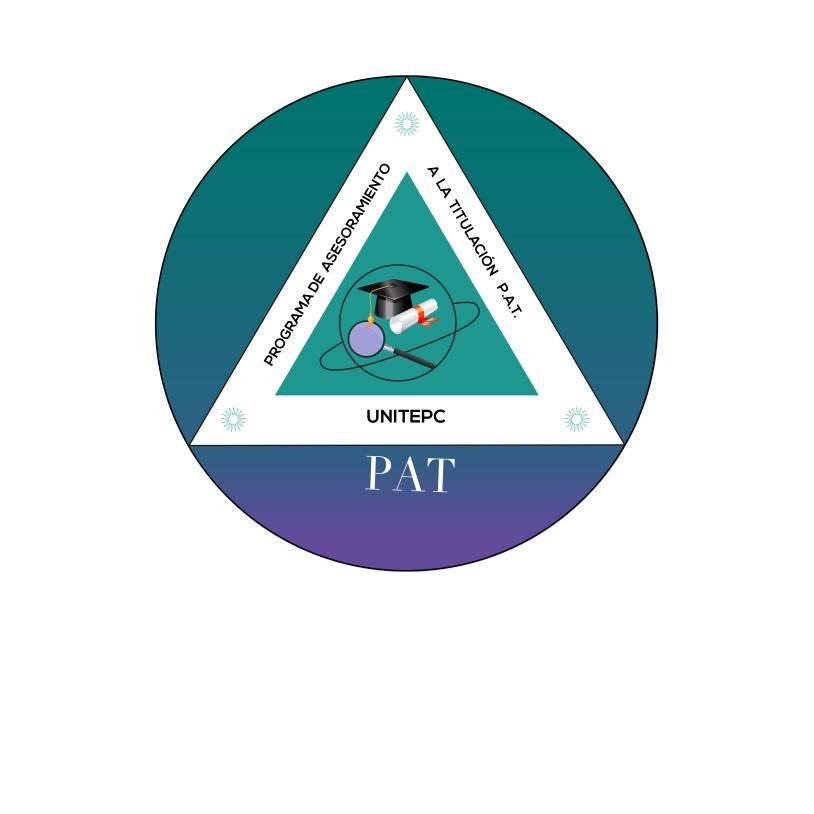 PROGRAMA DE ASESORAMIENTO
A LA TITULACIÓN P.A.T.
UNITEPC
PAT